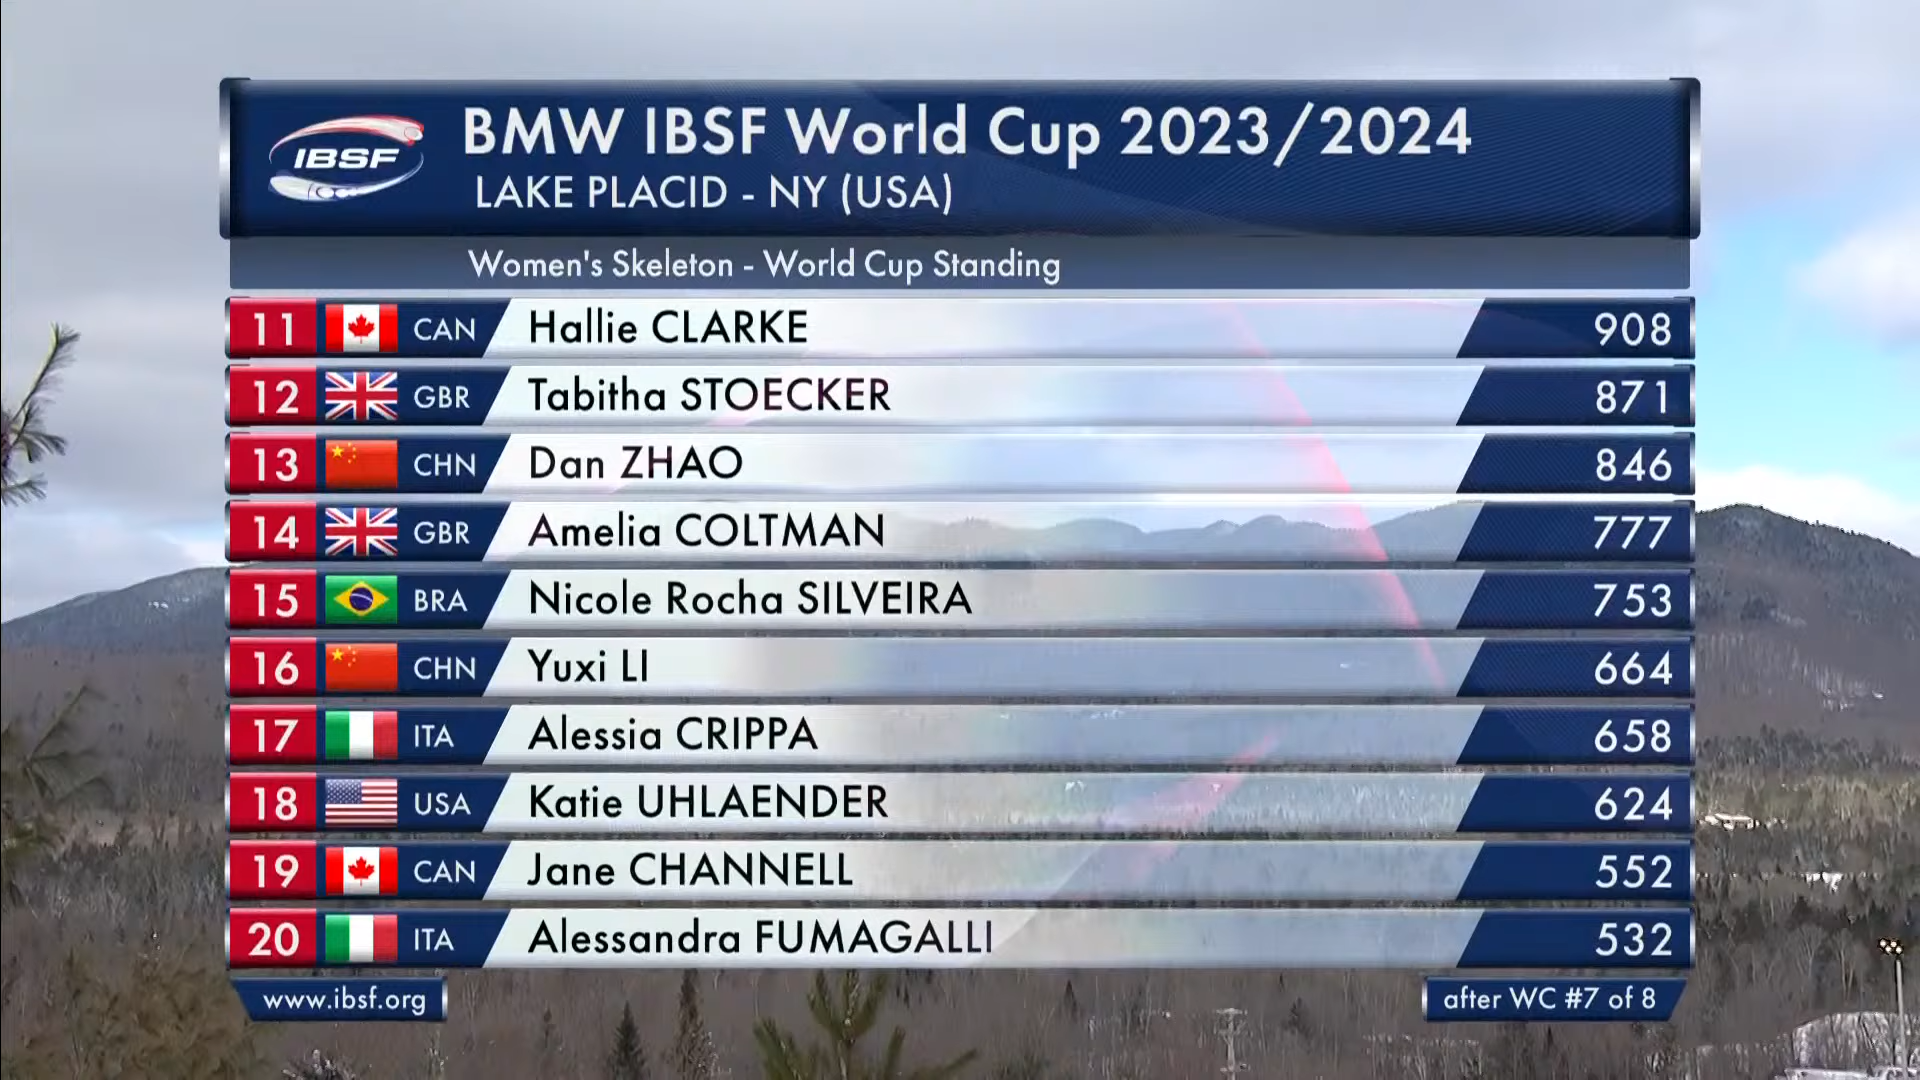 IBSF
BMW IBSF World Cup 2023/2024
LAKE PLACID - NY (USA)
Women's Skeleton - World Cup Standing
11 CAN Hallie CLARKE 908
12 GBR Tabitha STOECKER 871
13 CHN Dan ZHAO 846
14 GBR Amelia COLTMAN 777
15 BRA Nicole Rocha SILVEIRA 753
16 CHN Yuxi LI 664
17 ITA Alessia CRIPPA 658
18 USA Katie UHLAENDER 624
19 CAN Jane CHANNELL 552
20 ITA Alessandra FUMAGALLI 532
www.ibsf.org after WC #7 of 8